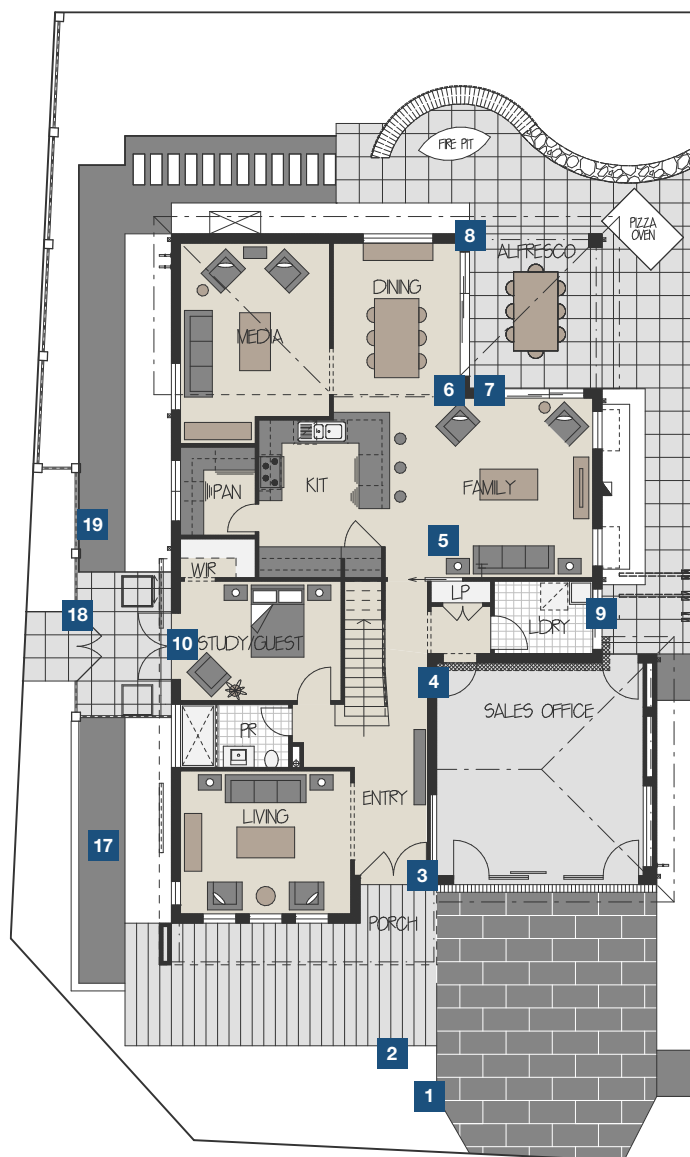 FIRE PIT
PIZZA
OVEN
8
ALFRESCO
DINING
MEDIA
6
7
KIT
PAN
FAMILY
19
5
WIR
LP
18
10
STUDY/GUEST
LDRY
9
4
SALES OFFICE
PR
ENTRY
LIVING
17
3
PORCH
2
1